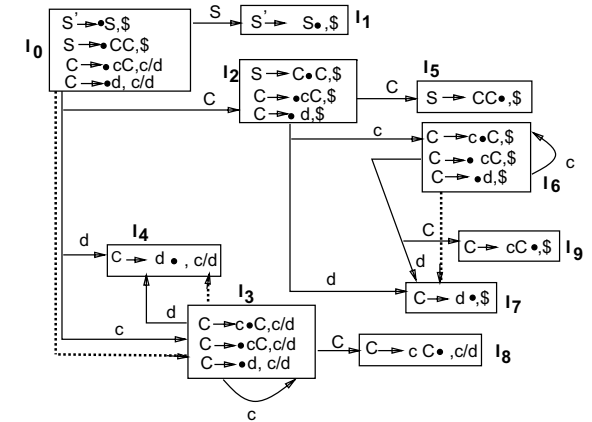 S' → •S,$
S → •CC,$
C → •cC,c/d
C → •d, c/d
I0
S
S' → S•,$
I1
C
I2
S → C•C,$
C → •cC,$
C → • d,$
C
I5
S → CC•,$
c
C → c•C,$
C → • cC,$
C → •d,$
I6
c
d
I4
C → d • , c/d
C
C → cC•,$
I9
d
d
C → d •,$
I7
I3
d
c
C → c•C,c/d
C → •cC,c/d
C → •d, c/d
C
C → c C• ,c/d
I8
c